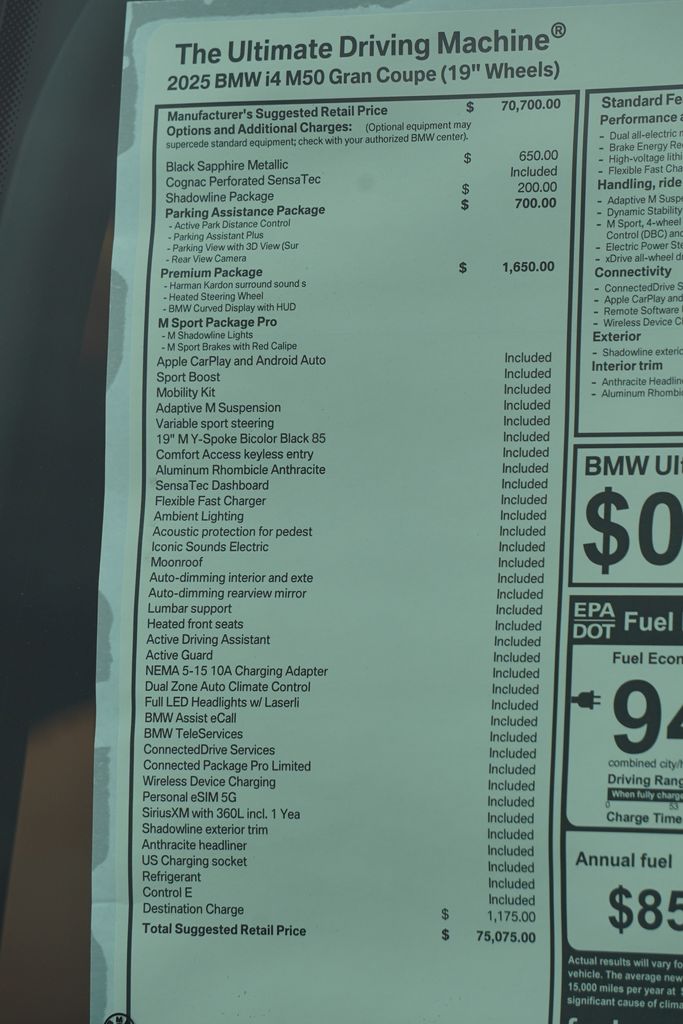 The Ultimate Driving Machine®
2025 BMW i4 M50 Gran Coupe (19" Wheels)
Manufacturer's Suggested Retail Price $ 70,700.00
Options and Additional Charges: (Optional equipment may
supercede standard equipment; check with your authorized BMW center).
Black Sapphire Metallic $ 650.00
Cognac Perforated SensaTec Included
Shadowline Package $ 200.00
Parking Assistance Package $ 700.00
- Active Park Distance Control
- Parking Assistant Plus
- Parking View with 3D View (Sur
- Rear View Camera
Premium Package $ 1,650.00
- Harman Kardon surround sound s
- Heated Steering Wheel
- BMW Curved Display with HUD
M Sport Package Pro
- M Shadowline Lights
- M Sport Brakes with Red Calipe
Apple CarPlay and Android Auto Included
Sport Boost Included
Mobility Kit Included
Adaptive M Suspension Included
Variable sport steering Included
19" M Y-Spoke Bicolor Black 85 Included
Comfort Access keyless entry Included
Aluminum Rhombicle Anthracite Included
SensaTec Dashboard Included
Flexible Fast Charger Included
Ambient Lighting Included
Acoustic protection for pedest Included
Iconic Sounds Electric Included
Moonroof Included
Auto-dimming interior and exte Included
Auto-dimming rearview mirror Included
Lumbar support Included
Heated front seats Included
Active Driving Assistant Included
Active Guard Included
NEMA 5-15 10A Charging Adapter Included
Dual Zone Auto Climate Control Included
Full LED Headlights w/ Laserli Included
BMW Assist eCall Included
BMW TeleServices Included
ConnectedDrive Services Included
Connected Package Pro Limited Included
Wireless Device Charging Included
Personal eSIM 5G Included
SiriusXM with 360L incl. 1 Yea Included
Shadowline exterior trim Included
Anthracite headliner Included
US Charging socket Included
Refrigerant Included
Control E Included
Destination Charge $ 1,175.00
Total Suggested Retail Price $ 75,075.00
Standard Fe
Performance a
- Dual all-electric m
- Brake Energy Re
- High-voltage lithi
- Flexible Fast Cha
Handling, ride
- Adaptive M Susp
- Dynamic Stability
- M Sport, 4-wheel
Control (DBC) and
- Electric Power Ste
- xDrive all-wheel d
Connectivity
- ConnectedDrive S
- Apple CarPlay and
- Remote Software
- Wireless Device C
Exterior
- Shadowline exteric
Interior trim
- Anthracite Headlin
- Aluminum Rhombi
BMW Ul
$0
EPA
DOT Fuel
Fuel Econ
94
combined city/h
Driving Rang
When fully charge
0 53
Charge Time
Annual fuel
$85
Actual results will vary fo
vehicle. The average new
15,000 miles per year at $
significant cause of clima